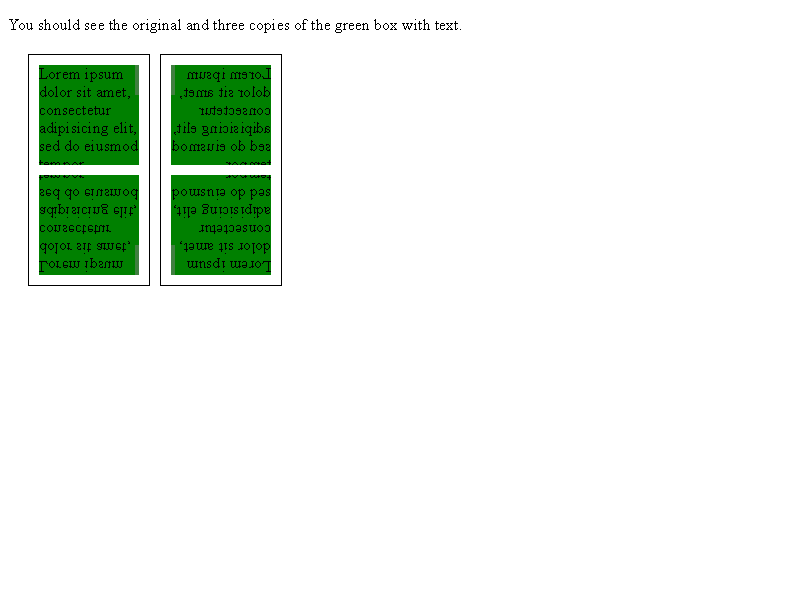 You should see the original and three copies of the green box with text.
Lorem ipsum
dolor sit amet,
consectetur
adipisicing elit,
sed do eiusmod
tempor
Lorem ipsum
dolor sit amet,
consectetur
adipisicing elit,
sed do eiusmod
tempor
tempor
sed do eiusmod
adipisicing elit,
consectetur
dolor sit amet,
Lorem ipsum
tempor
sed do eiusmod
adipisicing elit,
consectetur
dolor sit amet,
Lorem ipsum